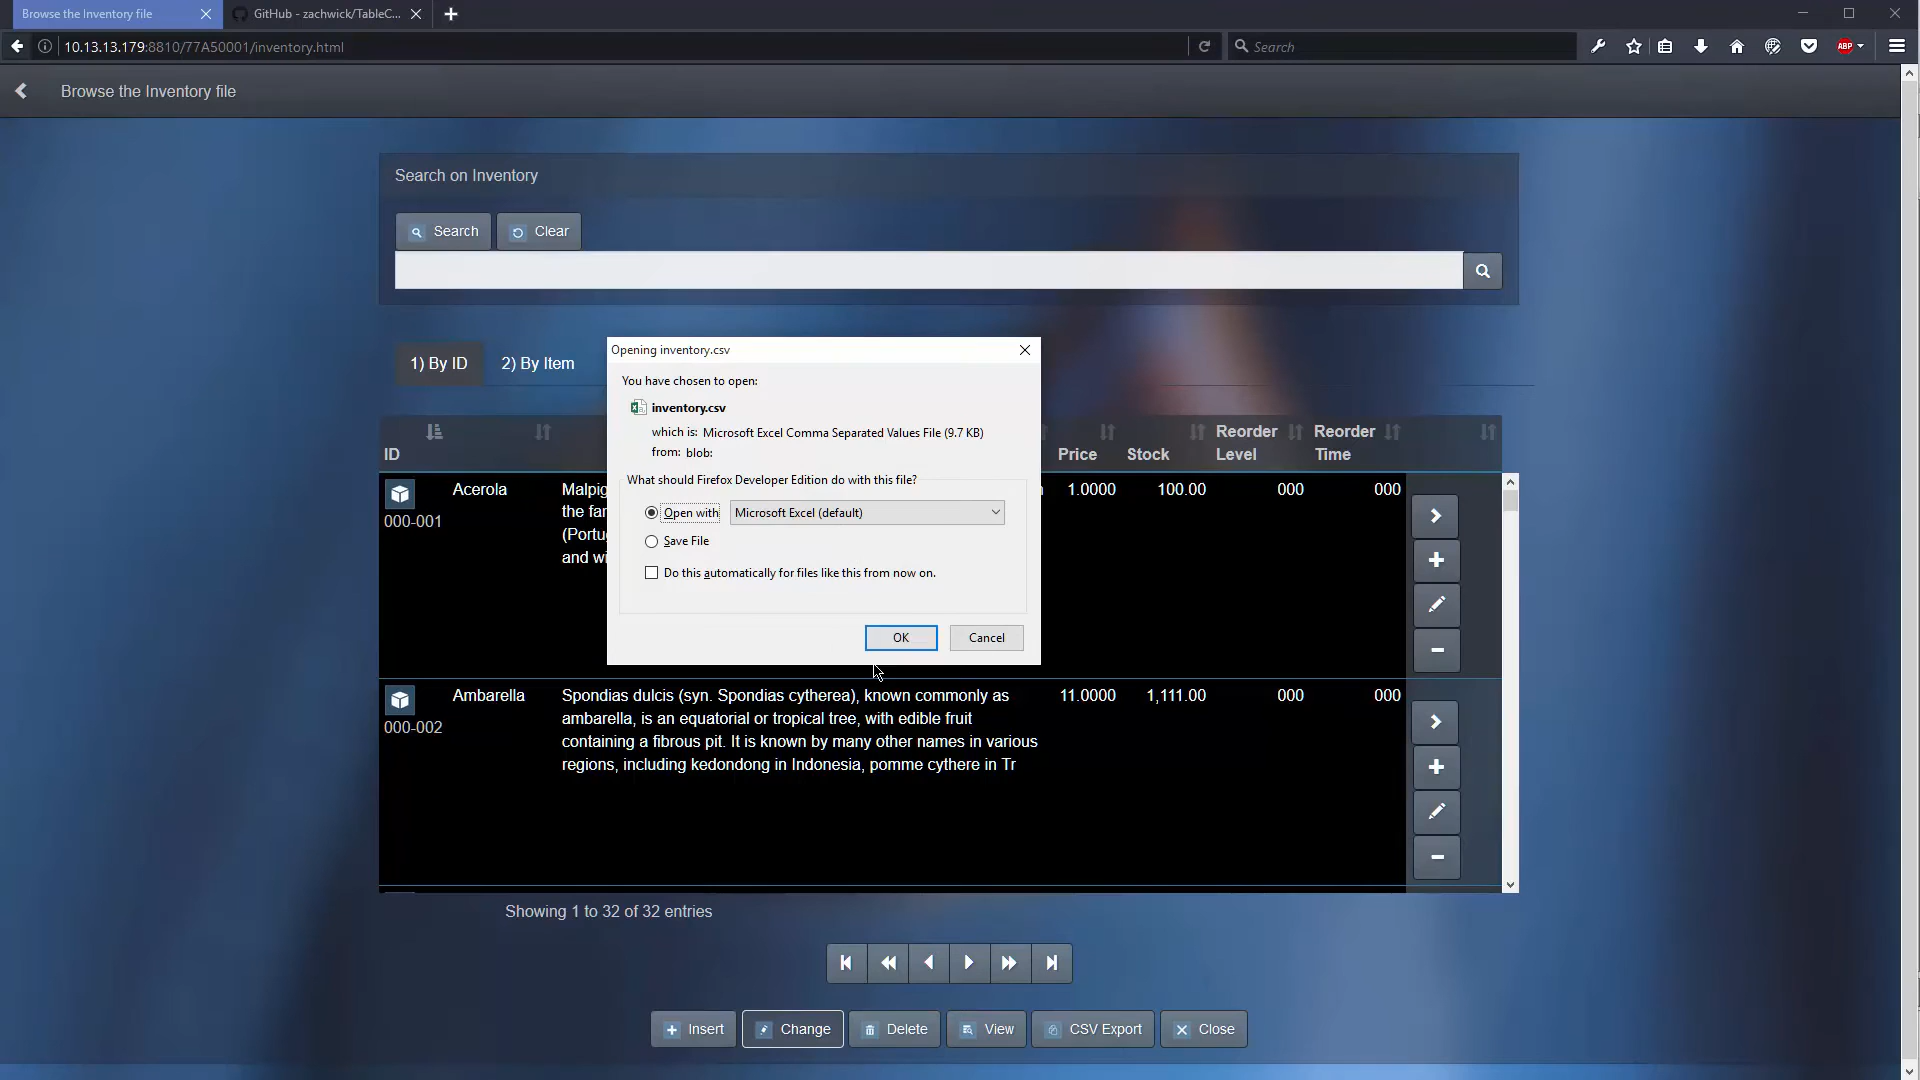 Browse the Inventory file
GitHub - zachwick/TableC...
10.13.13.179:8810/77A50001/inventory.html
Search
ABP
Browse the Inventory file
Search on Inventory
Search
Clear
1) By ID
2) By Item
Opening inventory.csv
You have chosen to open:
inventory.csv
which is: Microsoft Excel Comma Separated Values File (9.7 KB)
from: blob:
What should Firefox Developer Edition do with this file?
Open with
Microsoft Excel (default)
Save File
Do this automatically for files like this from now on.
OK
Cancel
ID
Price
Stock
Reorder
Level
Reorder
Time
000-001
Acerola
Malpig
the far
(Portu
and wi
1.0000
100.00
000
000
000-002
Ambarella
Spondias dulcis (syn. Spondias cytherea), known commonly as
ambarella, is an equatorial or tropical tree, with edible fruit
containing a fibrous pit. It is known by many other names in various
regions, including kedondong in Indonesia, pomme cythere in Tr
11.0000
1,111.00
000
000
Showing 1 to 32 of 32 entries
Insert
Change
Delete
View
CSV Export
Close